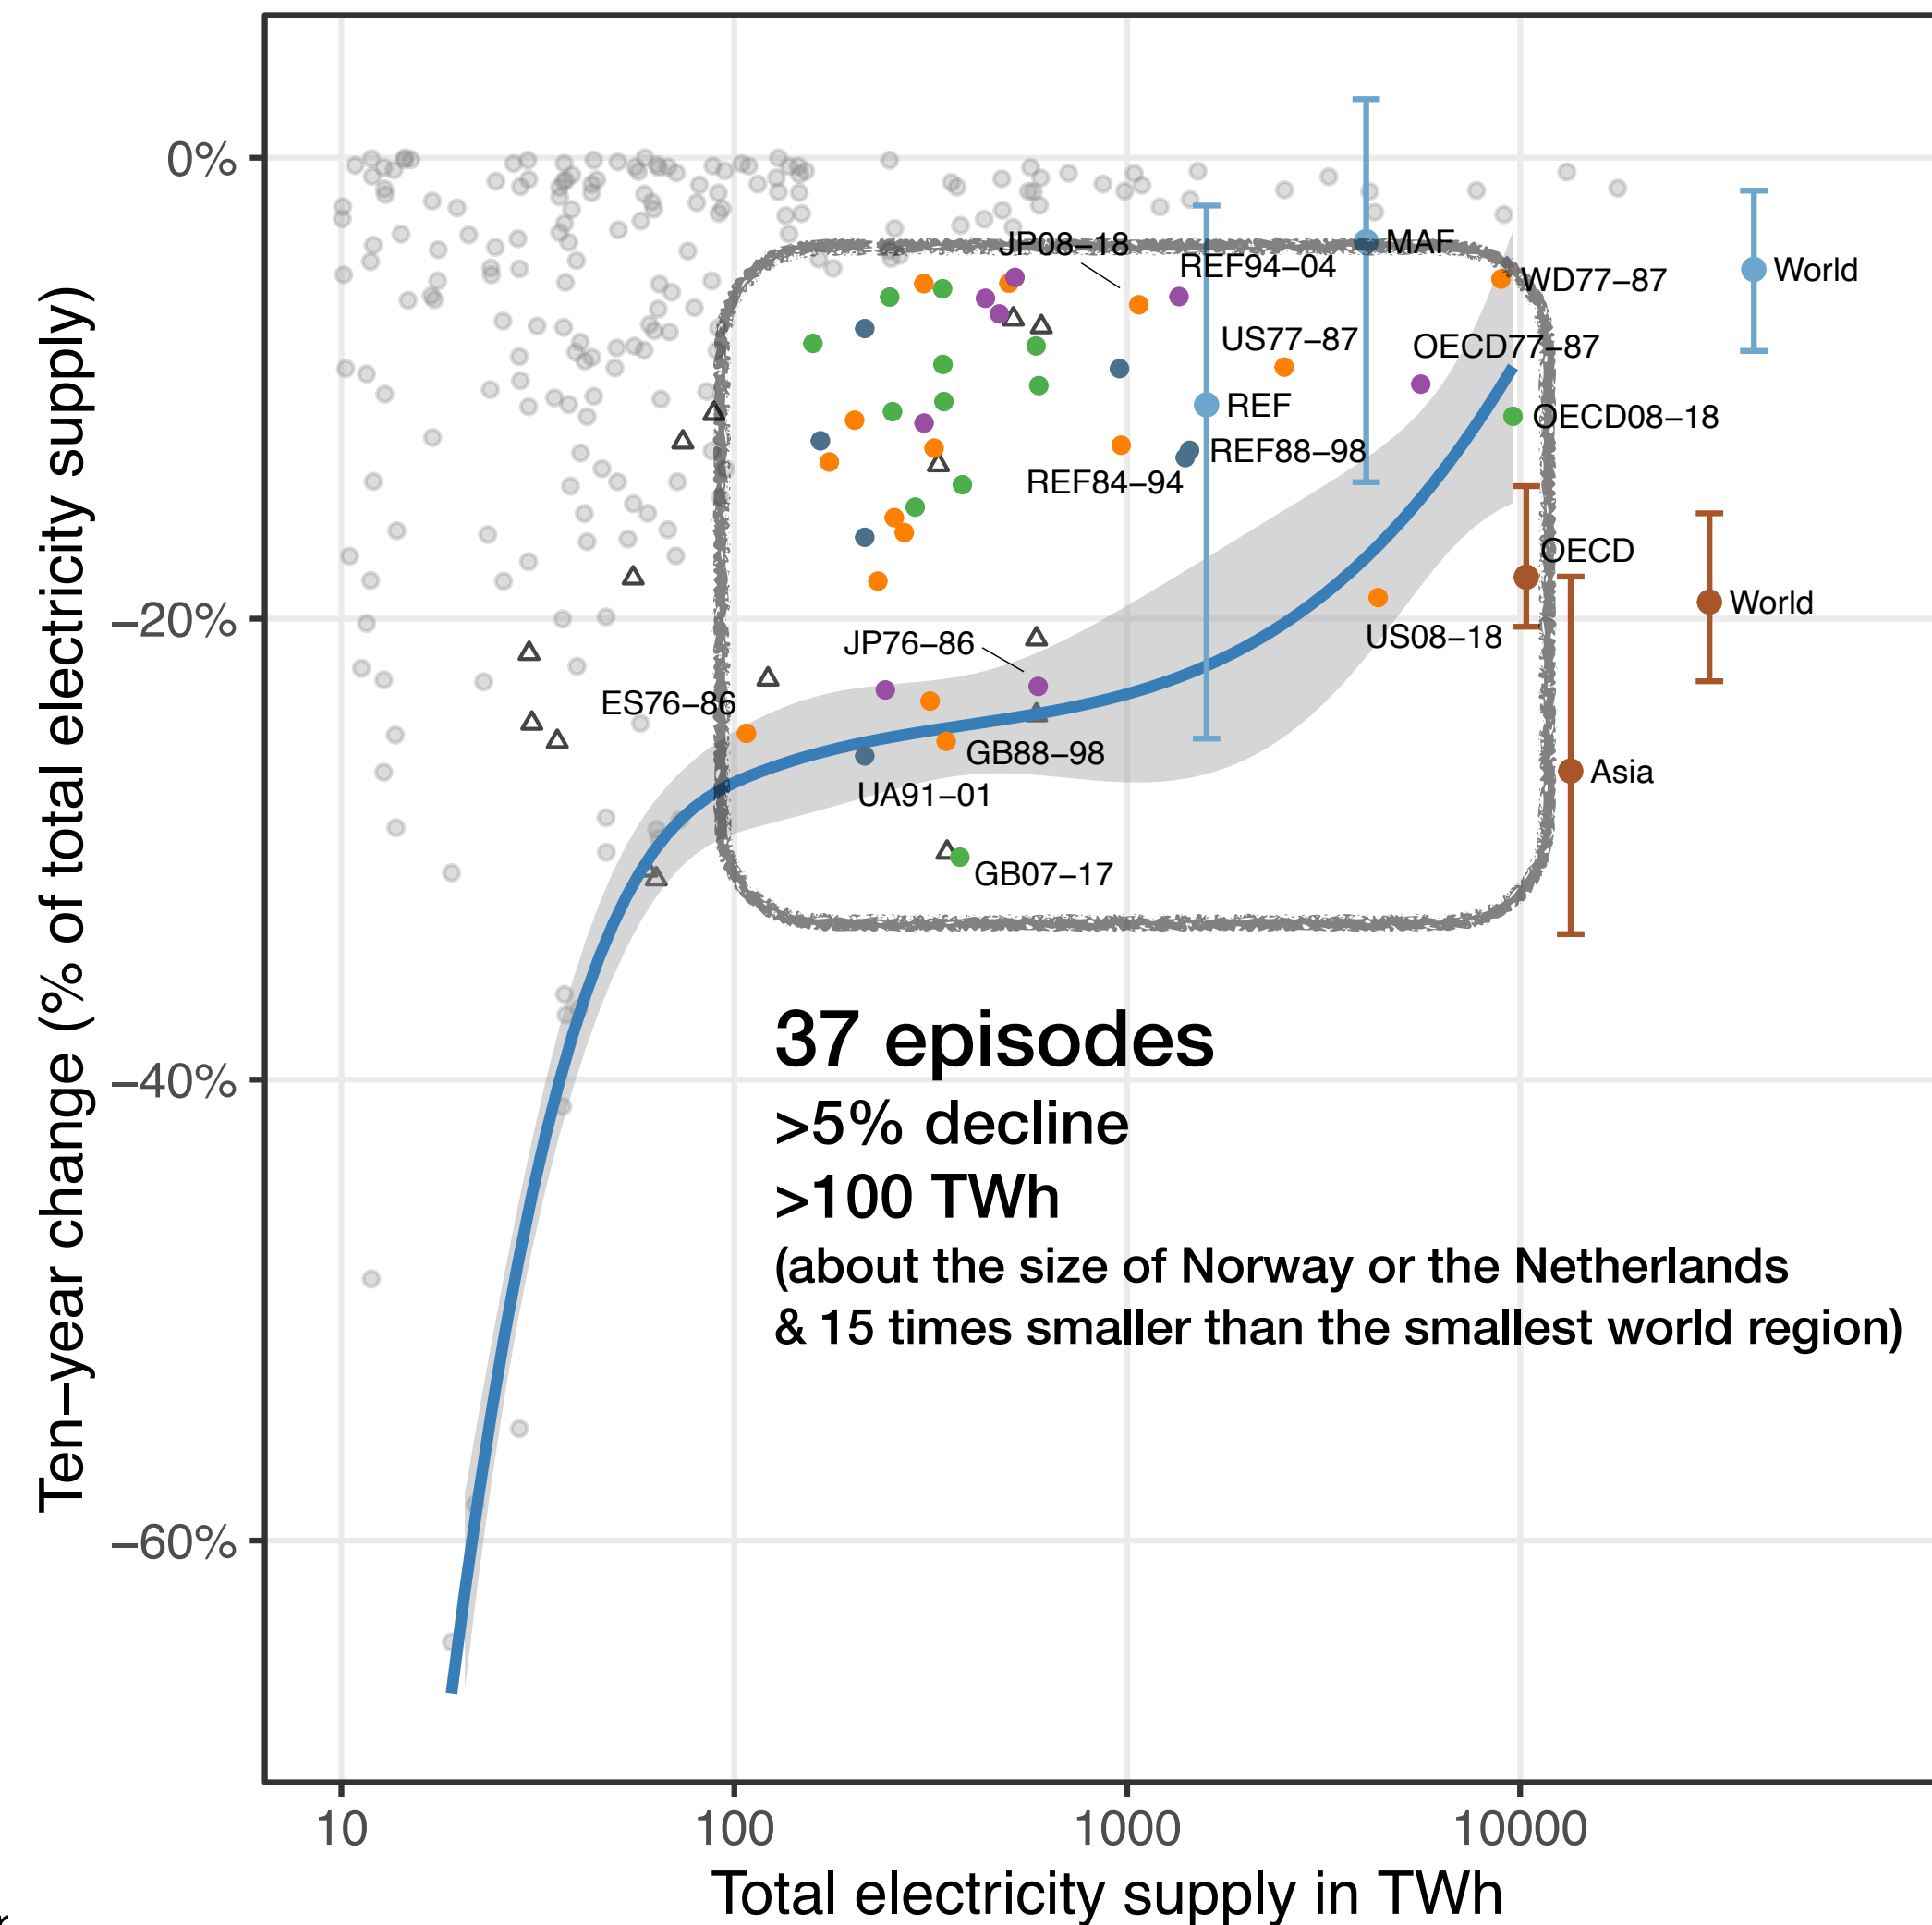 Ten−year change (% of total electricity supply)
0%
−20%
−40%
−60%
JP08−18
REF94−04
MAF
WD77−87
World
US77−87
OECD77−87
REF
OECD08−18
REF88−98
REF84−94
OECD
World
US08−18
JP76−86
ES76−86
GB88−98
Asia
UA91−01
GB07−17
37 episodes
>5% decline
>100 TWh
(about the size of Norway or the Netherlands
& 15 times smaller than the smallest world region)
10
100
1000
10000
Total electricity supply in TWh